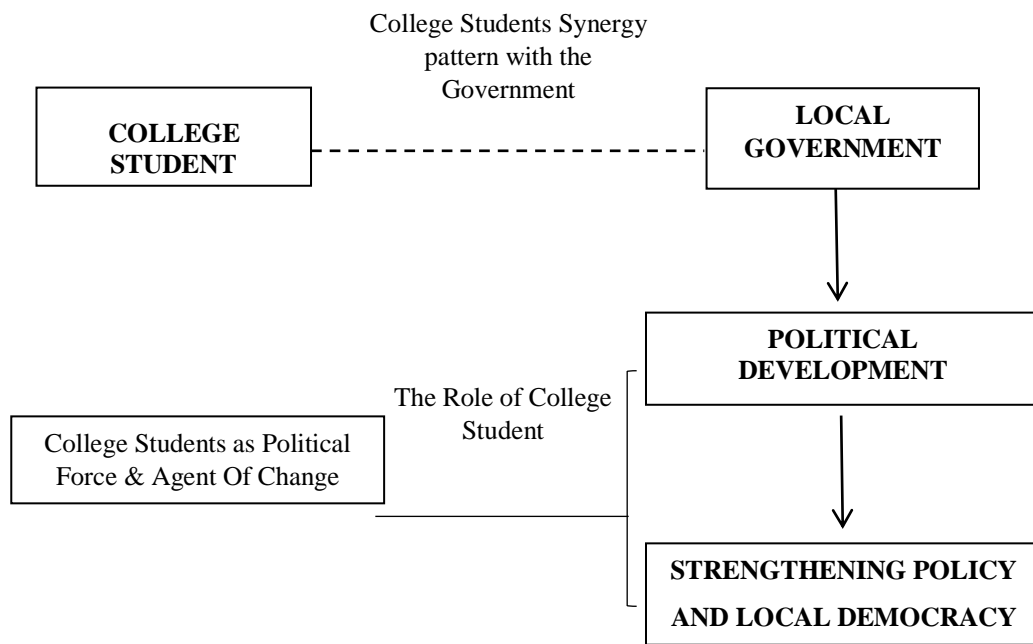 College Students Synergy
pattern with the
Government
COLLEGE
STUDENT
LOCAL
GOVERNMENT
POLITICAL
DEVELOPMENT
The Role of College
Student
College Students as Political
Force & Agent Of Change
STRENGTHENING POLICY
AND LOCAL DEMOCRACY